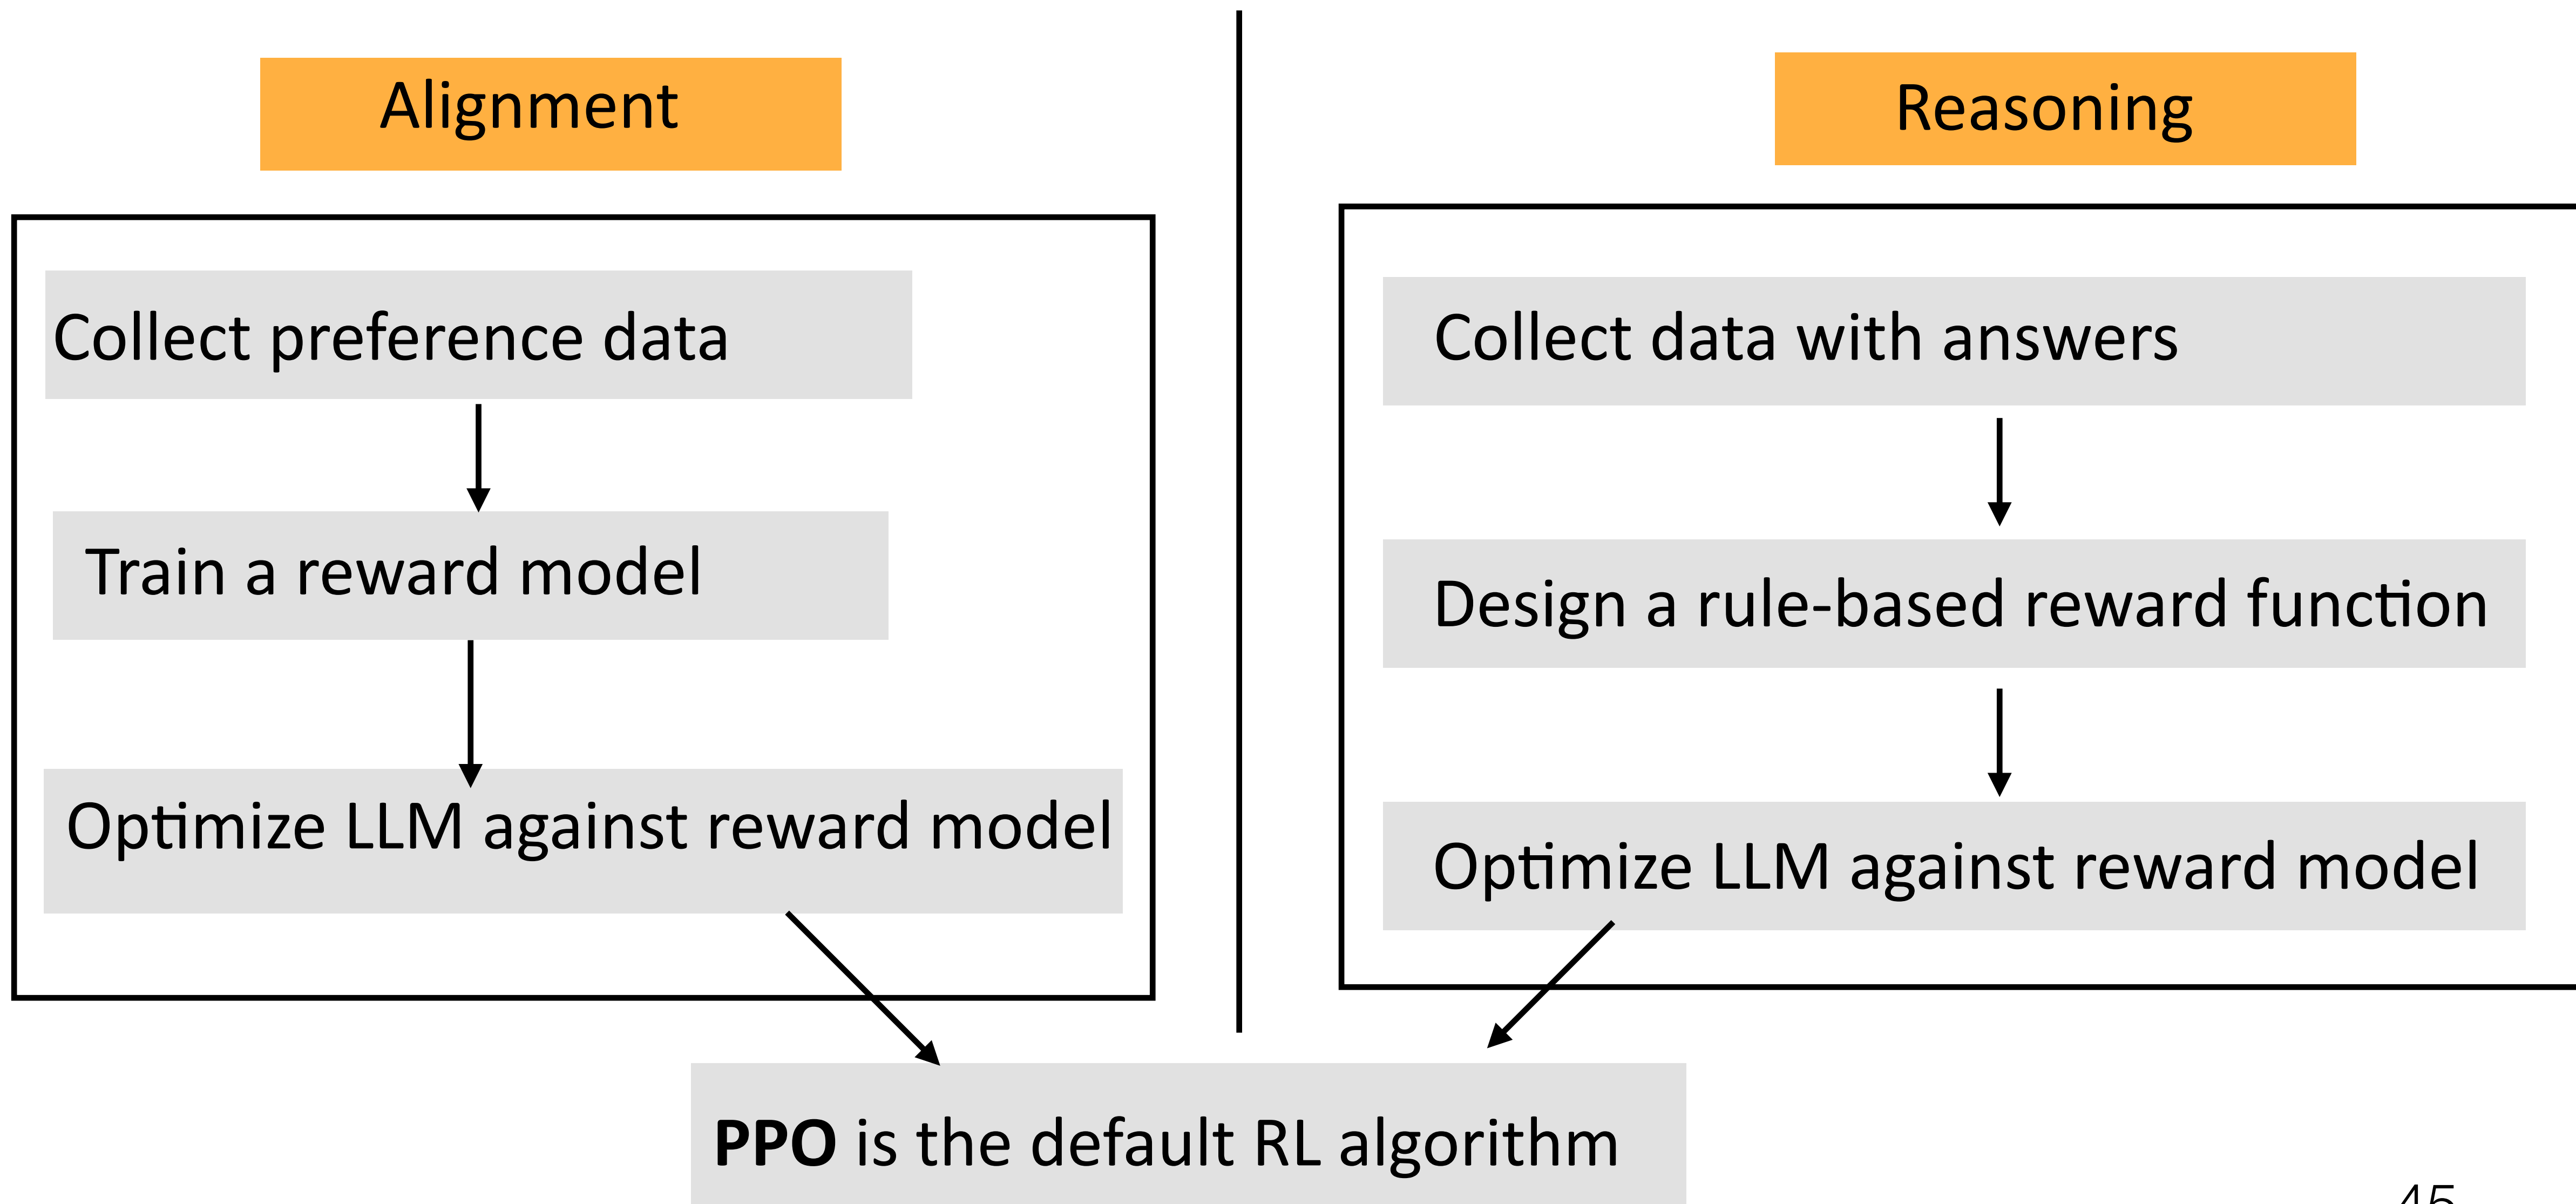 Alignment
Collect preference data
Train a reward model
Optimize LLM against reward model
Reasoning
Collect data with answers
Design a rule-based reward function
Optimize LLM against reward model
PPO is the default RL algorithm
45